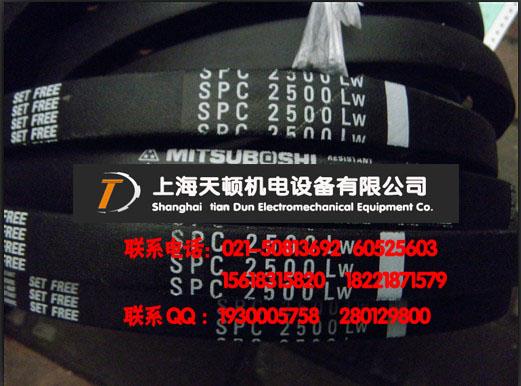 SPC 2500 Lw
SET FREE SPC 2500 Lw
SET FREE SPC 2500 Lw
SET FREE
MITSUBOSHI RESISTANT
T 上海天顿机电设备有限公司
Shanghai tian Dun Electromechanical Equipment Co.
联系电话: 021-50813692 60525603
SPC 2500 Lw
15618315820 18221871579
SET FREE SPC 2500 Lw
SET FREE
联系QQ: 1930005758 280129800
SET FREE